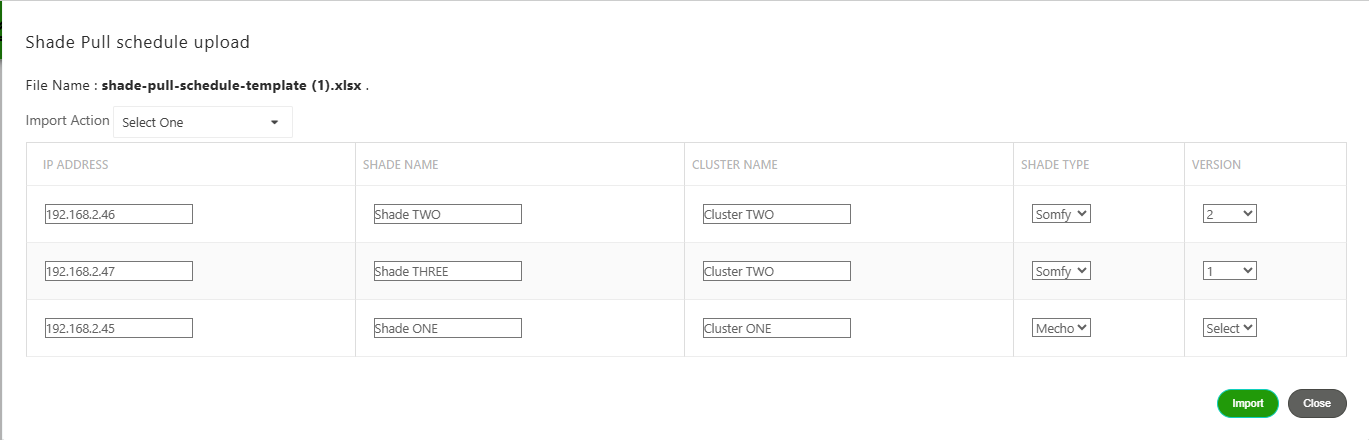 Shade Pull schedule upload
File Name : shade-pull-schedule-template (1).xlsx .
Import Action Select One
IP ADDRESS SHADE NAME CLUSTER NAME SHADE TYPE VERSION
192.168.2.46 Shade TWO Cluster TWO Somfy 2
192.168.2.47 Shade THREE Cluster TWO Somfy 1
192.168.2.45 Shade ONE Cluster ONE Mecho Select
Import Close